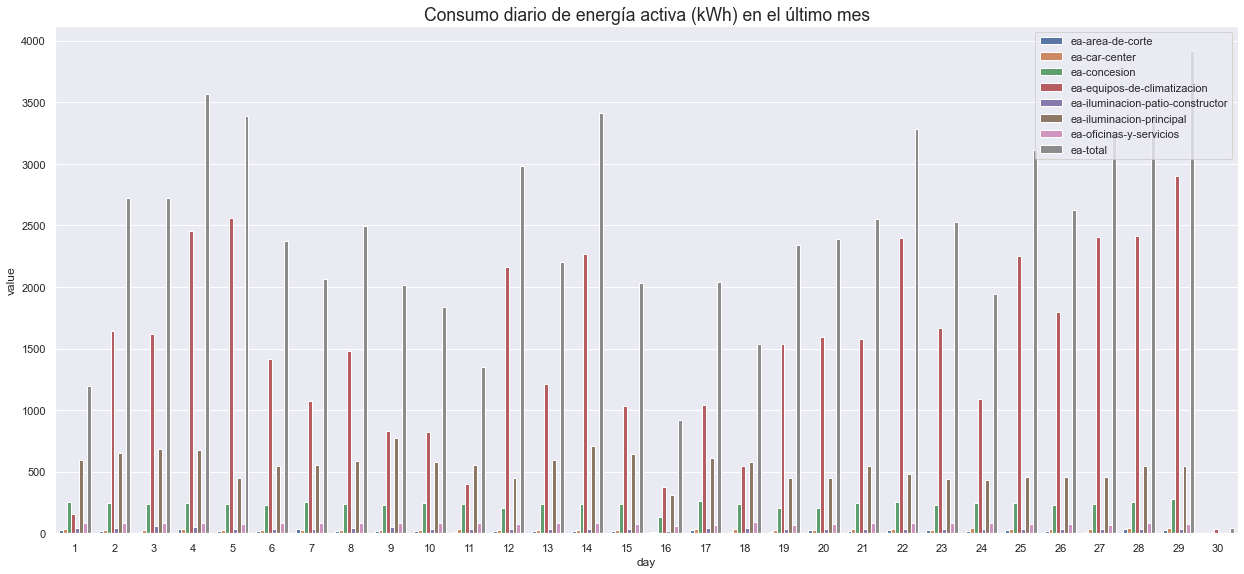 Consumo diario de energía activa (kWh) en el último mes
ea-area-de-corte
ea-car-center
ea-concesion
ea-equipos-de-climatizacion
ea-iluminacion-patio-constructor
ea-iluminacion-principal
ea-oficinas-y-servicios
ea-total
value
4000
3500
3000
2500
2000
1500
1000
500
0
1 2 3 4 5 6 7 8 9 10 11 12 13 14 15 16 17 18 19 20 21 22 23 24 25 26 27 28 29 30
day